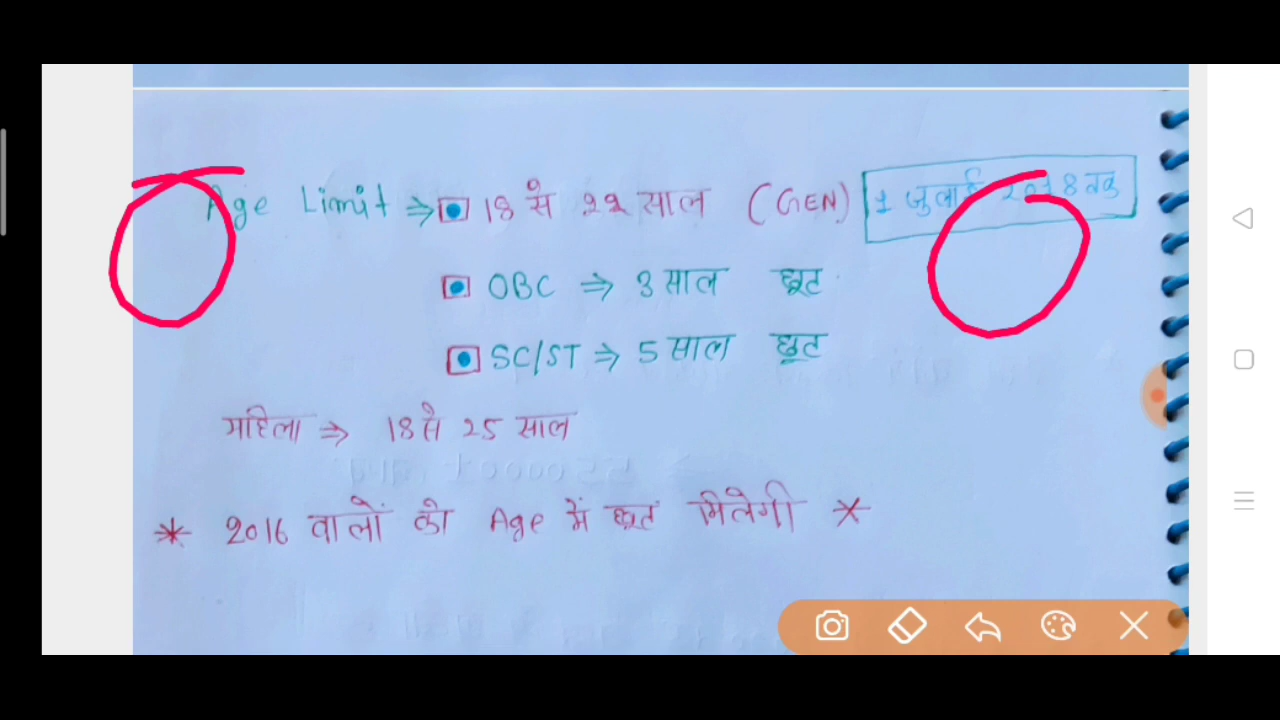 Age Limit ⇒ 18 से 22 साल (GEN) 1 जुलाई 2018 तक
OBC ⇒ 3 साल छूट
SC/ST ⇒ 5 साल छूट
महिला ⇒ 18 से 25 साल
* 2016 वालों को Age में छूट मिलेगी *